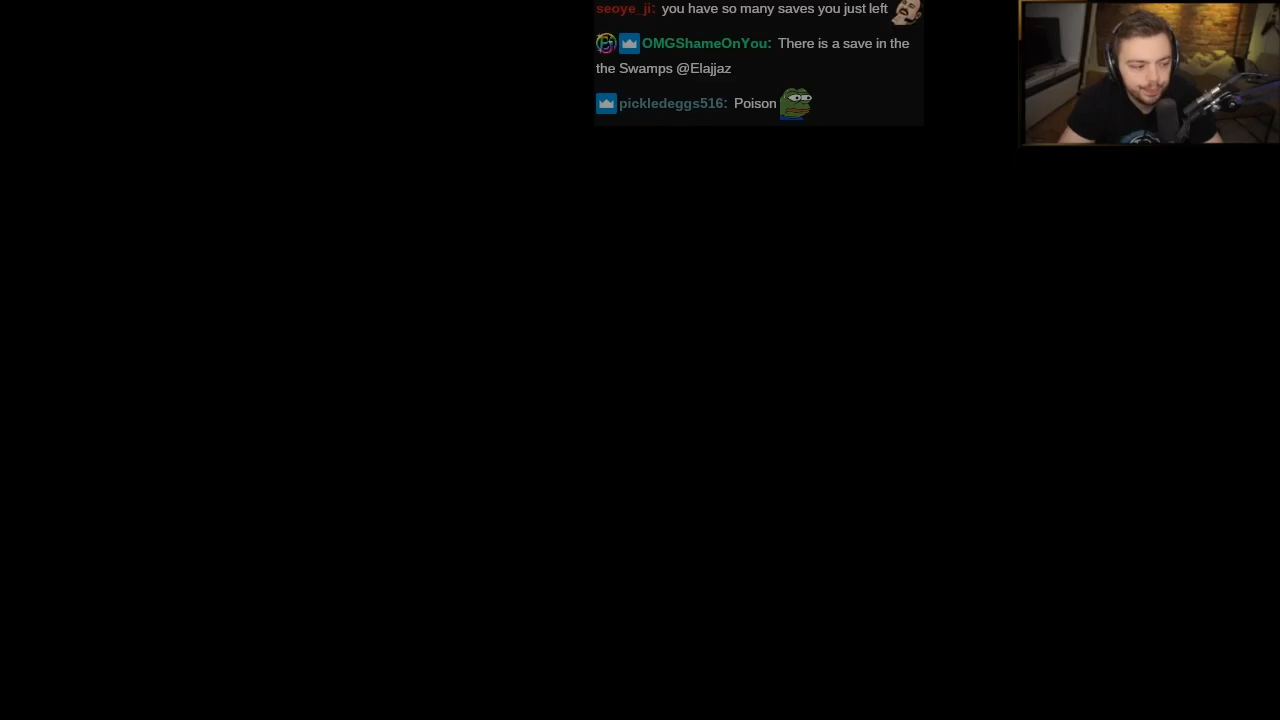 seoye_ji: you have so many saves you just left
OMGShameOnYou: There is a save in the
the Swamps @Elajjaz
pickledeggs516: Poison